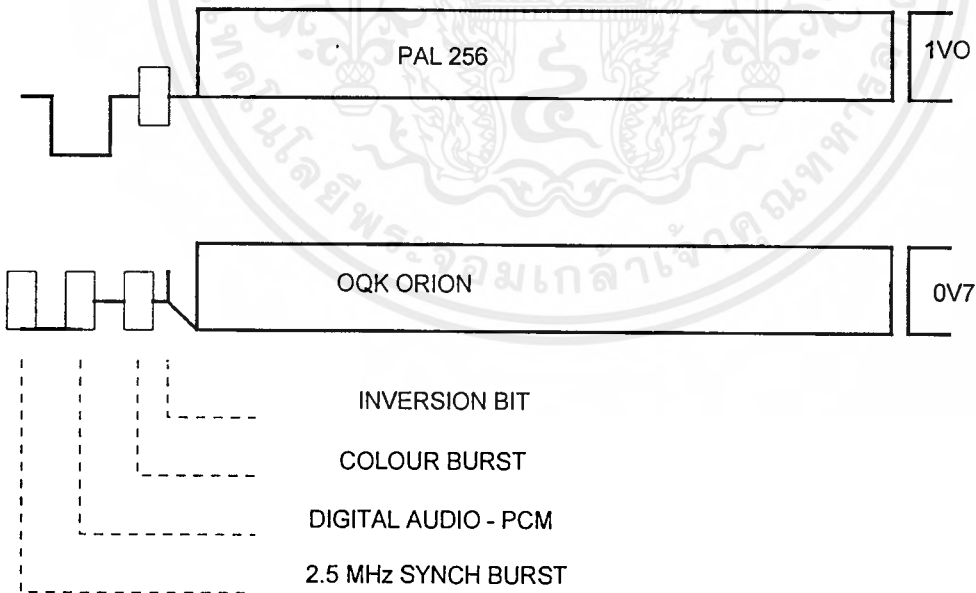 PAL 256
1VO
OQK ORION
0V7
INVERSION BIT
COLOUR BURST
DIGITAL AUDIO - PCM
2.5 MHz SYNCH BURST